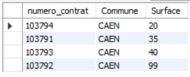 numero_contrat Commune Surface
103794 CAEN 20
103791 CAEN 35
103793 CAEN 40
103792 CAEN 99